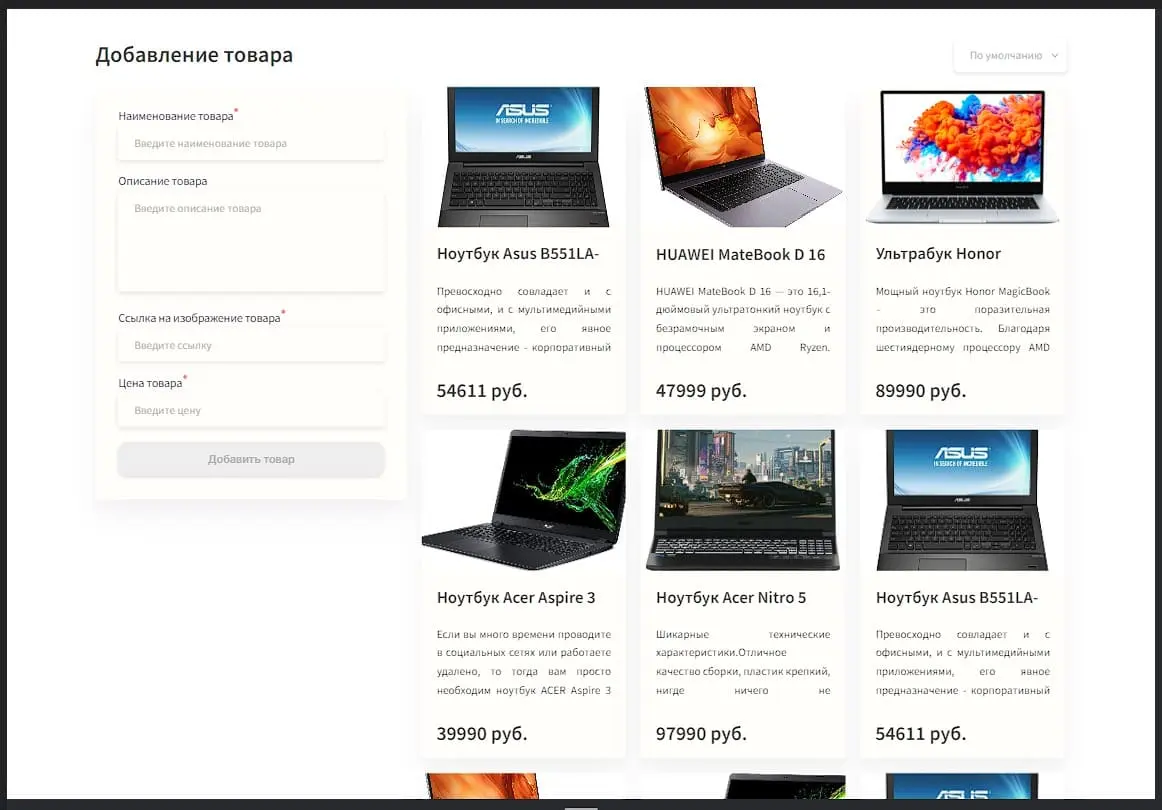 Добавление товара
По умолчанию
Наименование товара*
Введите наименование товара
Описание товара
Введите описание товара
Ссылка на изображение товара*
Введите ссылку
Цена товара*
Введите цену
Добавить товар
ASUS
IN SEARCH OF INCREDIBLE
ASUS
Ноутбук Asus B551LA-
Превосходно совладает и с
офисными, и с мультимедийными
приложениями, его явное
предназначение - корпоративный
54611 руб.
HUAWEI MateBook D 16
HUAWEI MateBook D 16 — это 16,1-
дюймовый ультратонкий ноутбук с
безрамочным экраном и
процессором AMD Ryzen.
47999 руб.
Ультрабук Honor
Мощный ноутбук Honor MagicBook
- это поразительная
производительность. Благодаря
шестиядерному процессору AMD
89990 руб.
Ноутбук Acer Aspire 3
Если вы много времени проводите
в социальных сетях или работаете
удалено, то тогда вам просто
необходим ноутбук ACER Aspire 3
39990 руб.
Ноутбук Acer Nitro 5
Шикарные технические
характеристики.Отличное
качество сборки, пластик крепкий,
нигде ничего не
97990 руб.
ASUS
IN SEARCH OF INCREDIBLE
ASUS
Ноутбук Asus B551LA-
Превосходно совладает и с
офисными, и с мультимедийными
приложениями, его явное
предназначение - корпоративный
54611 руб.
ASUS